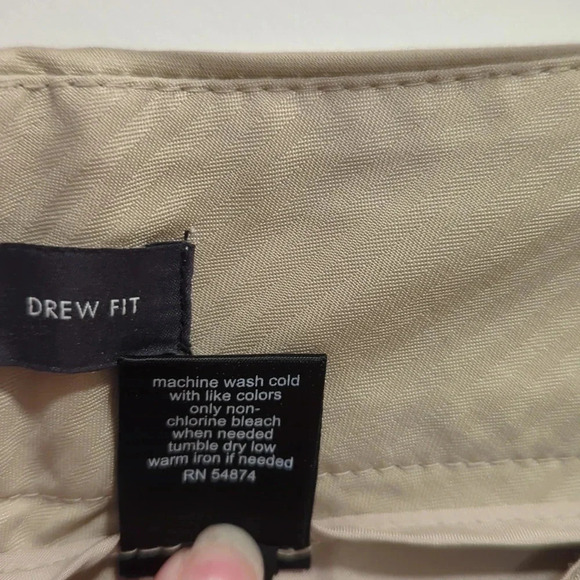 DREW FIT
machine wash cold
with like colors
only non-
chlorine bleach
when needed
tumble dry low
warm iron if needed
RN 54874